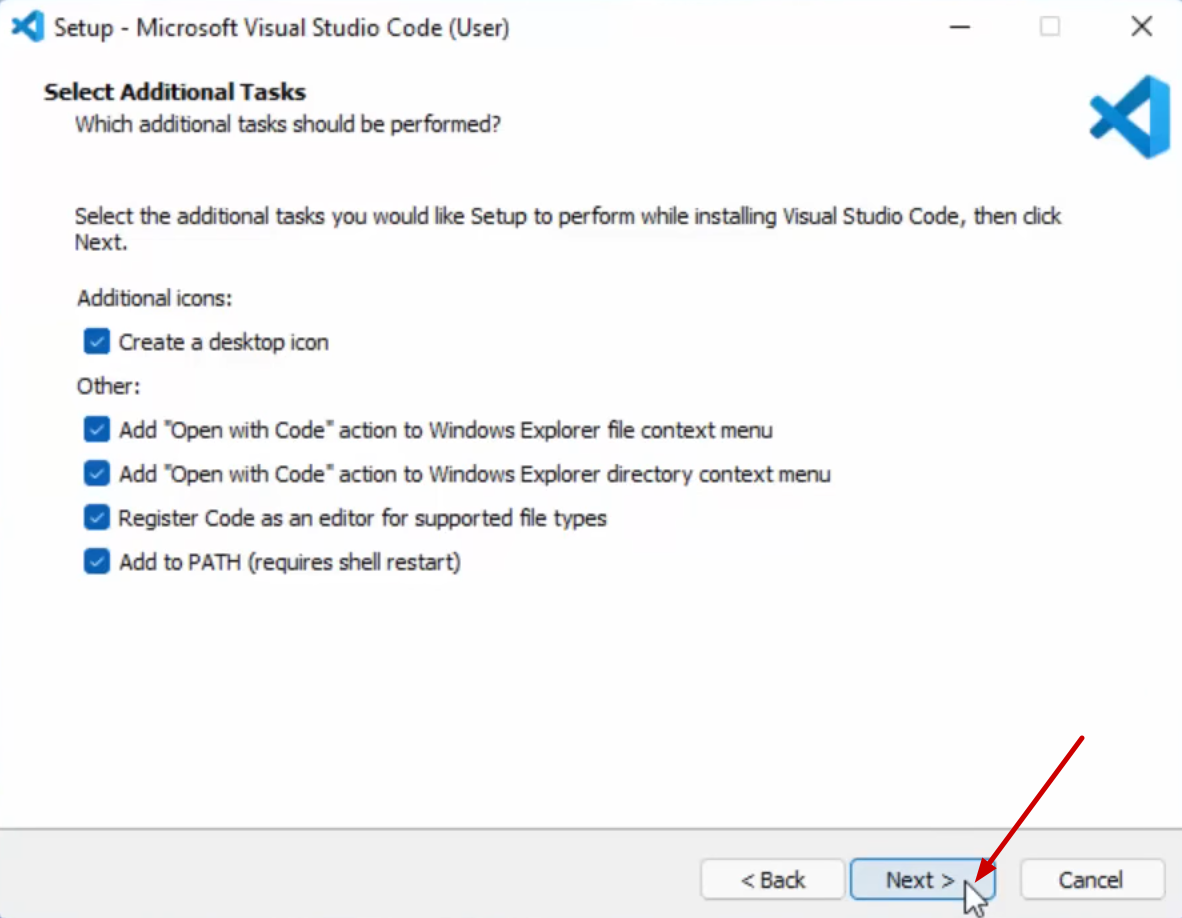 Setup - Microsoft Visual Studio Code (User)
Select Additional Tasks
Which additional tasks should be performed?
Select the additional tasks you would like Setup to perform while installing Visual Studio Code, then click
Next.
Additional icons:
Create a desktop icon
Other:
Add "Open with Code" action to Windows Explorer file context menu
Add "Open with Code" action to Windows Explorer directory context menu
Register Code as an editor for supported file types
Add to PATH (requires shell restart)
< Back Next > Cancel